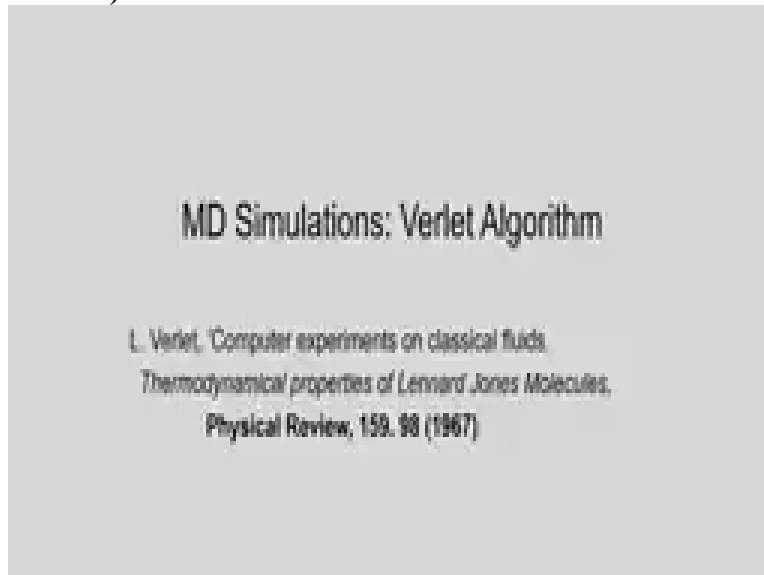 MD Simulations: Verlet Algorithm
L. Verlet, 'Computer experiments on classical fluids,
Thermodynamical properties of Lennard Jones Molecules,
Physical Review, 159. 98 (1967)